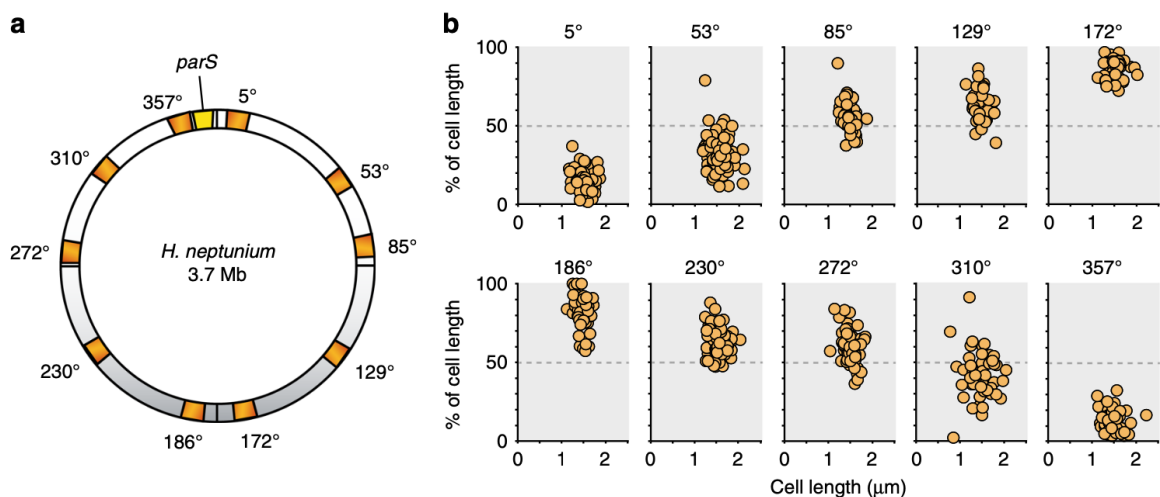 a
parS
357°
5°
310°
53°
272°
H. neptunium
3.7 Mb
85°
230°
129°
186°
172°
b
5°
53°
85°
129°
172°
% of cell length
100
50
0
0 1 2
0 1 2
0 1 2
0 1 2
0 1 2
186°
230°
272°
310°
357°
% of cell length
100
50
0
0 1 2
0 1 2
0 1 2
0 1 2
0 1 2
Cell length (μm)